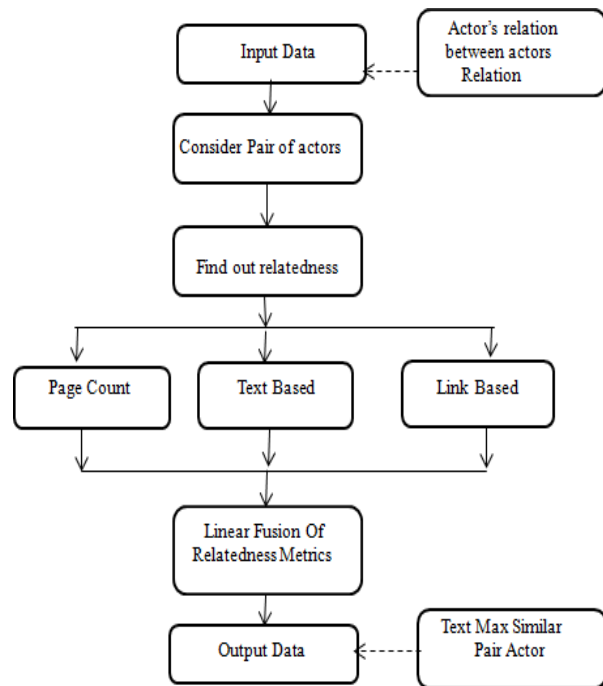 Input Data
Actor's relation
between actors
Relation
Consider Pair of actors
Find out relatedness
Page Count
Text Based
Link Based
Linear Fusion Of
Relatedness Metrics
Output Data
Text Max Similar
Pair Actor